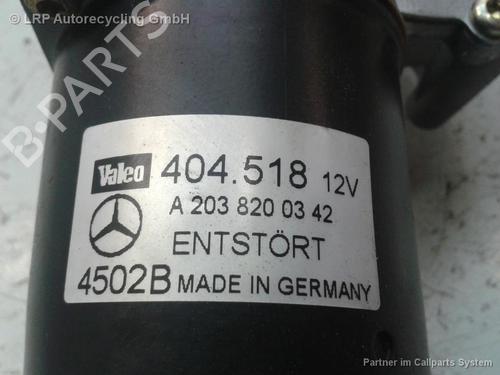 © LRP Autorecycling GmbH
B-PARTS
Valeo 404.518 12V
A 203 820 03 42
ENTSTÖRT
4502B MADE IN GERMANY
Partner im Callparts System